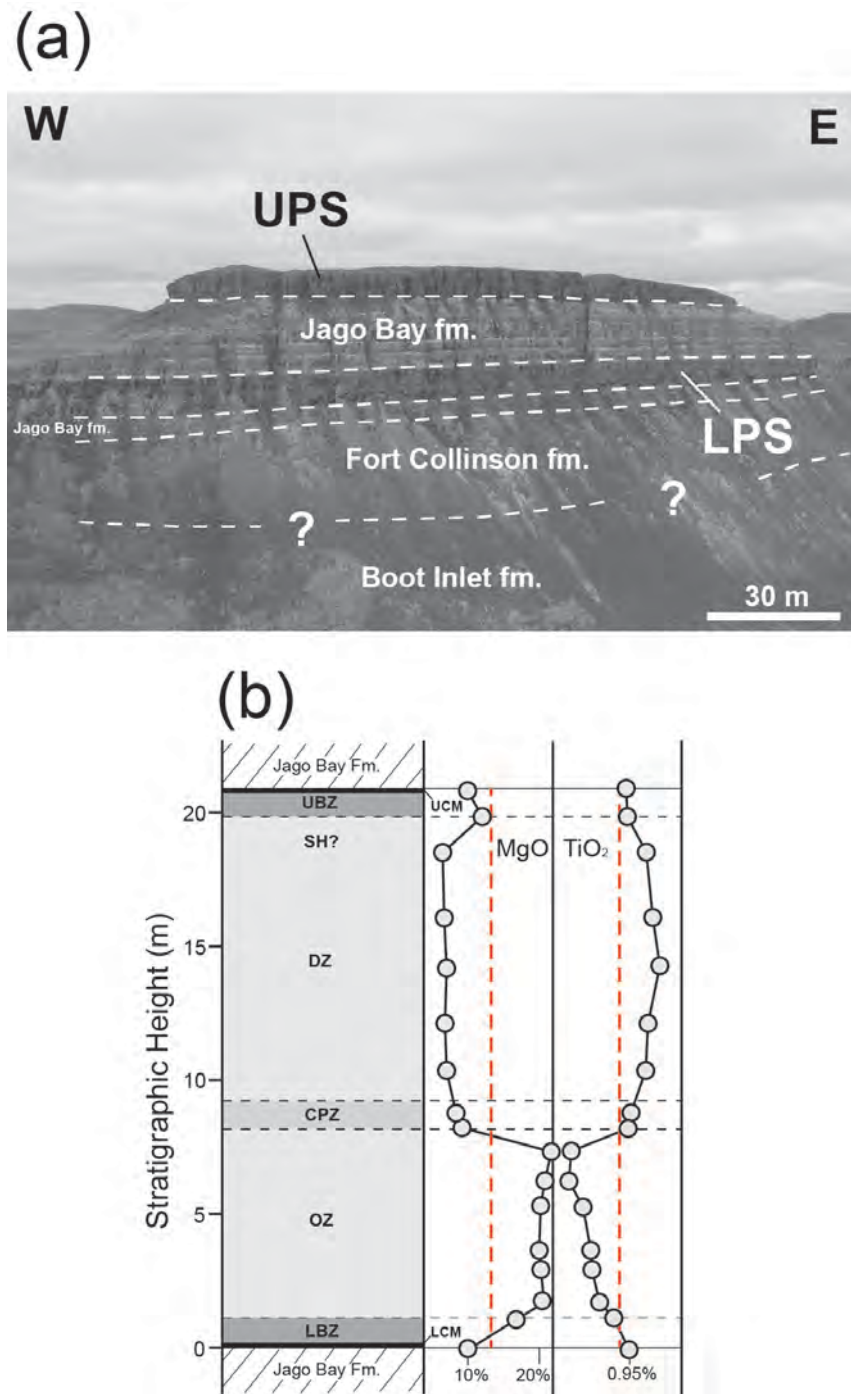 (a)
W E
UPS
Jago Bay fm.
Jago Bay fm.
LPS
Fort Collinson fm.
? ?
Boot Inlet fm.
30 m
(b)
Jago Bay Fm.
20
UBZ
UCM
SH?
MgO TiO₂
Stratigraphic Height (m)
15
DZ
10
CPZ
5
OZ
LBZ
LCM
0
Jago Bay Fm.
10% 20% 0.95%